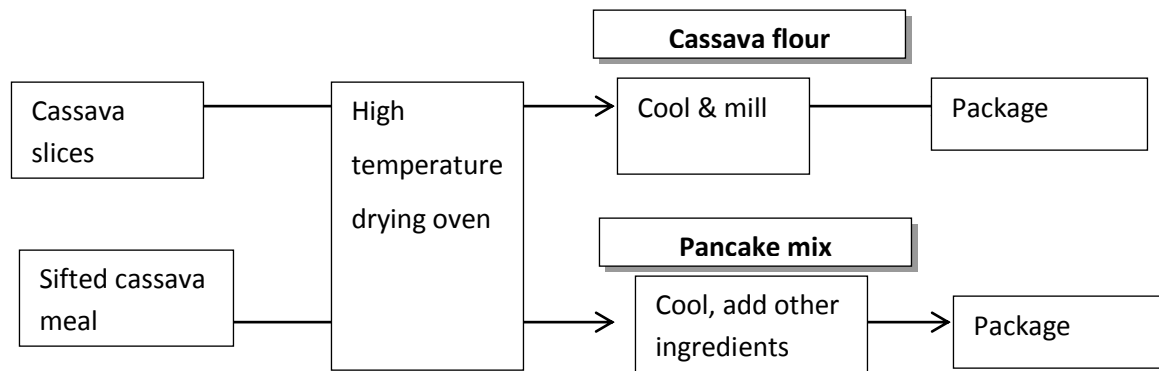 Cassava flour
Cassava
slices
High
temperature
drying oven
Cool & mill
Package
Pancake mix
Sifted cassava
meal
Cool, add other
ingredients
Package